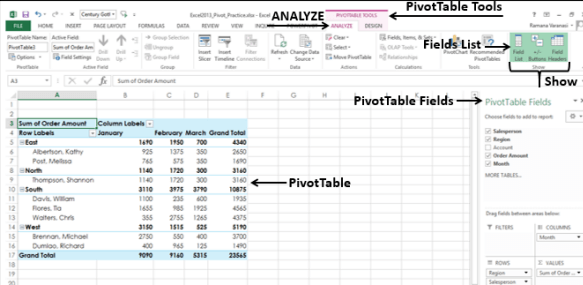 Excel2013_Pivot_Practice.xlsx - Excel
PIVOTTABLE TOOLS
PivotTable Tools
ANALYZE
Ramana Veranasi
FILE HOME INSERT PAGE LAYOUT FORMULAS DATA REVIEW VIEW ANALYZE DESIGN
PivotTable Name:
PivotTable3
Options
PivotTable
Active Field:
Sum of Order Am
Field Settings
Drill Down
Drill Up
Active Field
Group Selection
Ungroup
Group Field
Group
Insert Slicer
Insert Timeline
Filter Connections
Filter
Refresh
Change Data Source
Data
Clear
Select
Move PivotTable
Actions
Fields, Items, & Sets
OLAP Tools
Relationships
Calculations
PivotChart
Recommended PivotTables
Tools
Field List
+/- Buttons
Field Headers
Show
Fields List
Show
A3
Sum of Order Amount
A B C D E F
PivotTable Fields
PivotTable Fields
Choose fields to add to report:
Salesperson
Region
Account
Order Amount
Month
MORE TABLES...
Drag fields between areas below:
FILTERS
COLUMNS
Month
ROWS
Region
Salesperson
VALUES
Sum of Order ...
1
2
3 Sum of Order Amount Column Labels
4 Row Labels January February March Grand Total
5 East 1690 1950 700 4340
6 Albertson, Kathy 925 1375 350 2650
7 Post, Melissa 765 575 350 1690
8 North 1140 1720 300 3160
9 Thompson, Shannon 1140 1720 300 3160
10 South 3110 3975 3790 10875
11 Davis, William 1100 235 600 1935
12 Flores, Tia 1655 985 1925 4565
13 Walters, Chris 355 2755 1265 4375
14 West 3150 1515 525 5190
15 Brennan, Michael 2750 550 400 3700
16 Dumlao, Richard 400 965 125 1490
17 Grand Total 9090 9160 5315 23565
PivotTable